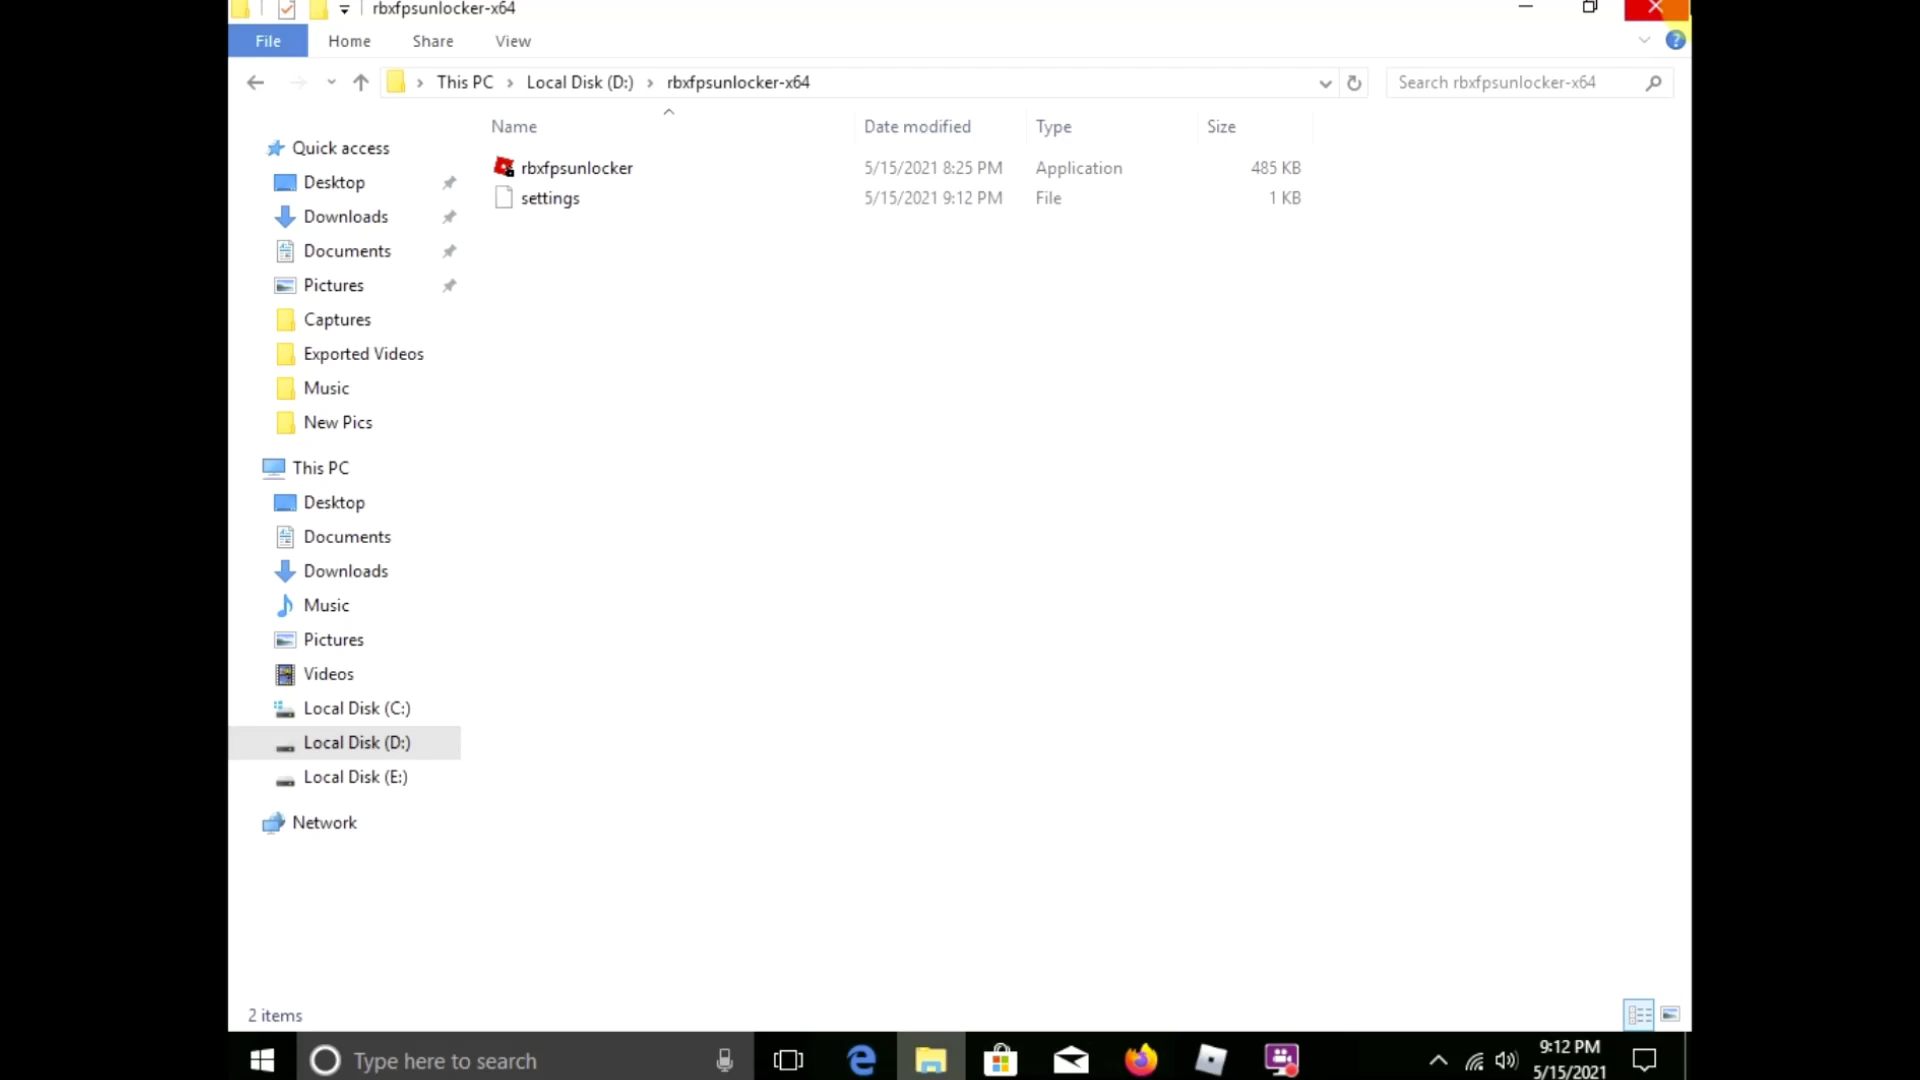 rbxfpsunlocker-x64
File Home Share View
This PC Local Disk (D:) rbxfpsunlocker-x64 Search rbxfpsunlocker-x64
Name Date modified Type Size
rbxfpsunlocker 5/15/2021 8:25 PM Application 485 KB
settings 5/15/2021 9:12 PM File 1 KB
Quick access
Desktop
Downloads
Documents
Pictures
Captures
Exported Videos
Music
New Pics
This PC
Desktop
Documents
Downloads
Music
Pictures
Videos
Local Disk (C:)
Local Disk (D:)
Local Disk (E:)
Network
2 items
Type here to search
9:12 PM
5/15/2021